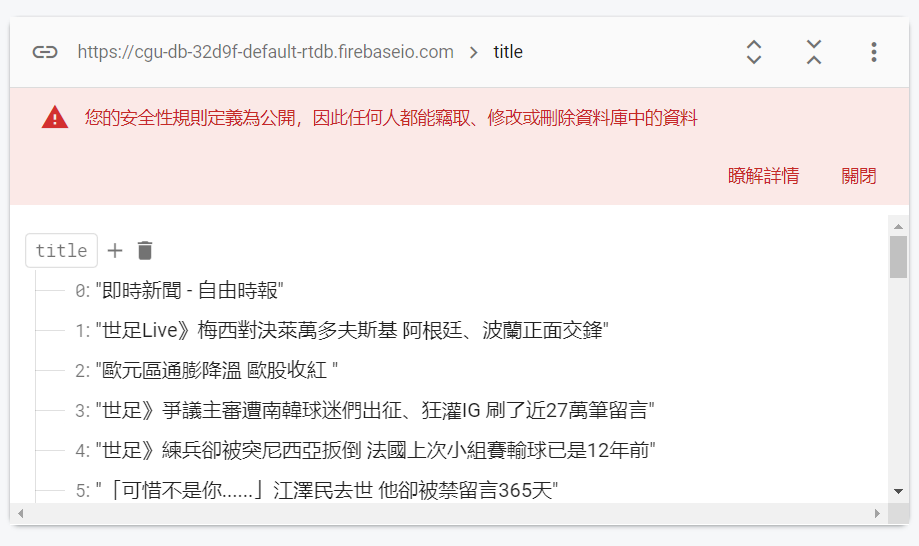 https://cgu-db-32d9f-default-rtdb.firebaseio.com > title
您的安全性規則定義為公開，因此任何人都能竊取、修改或刪除資料庫中的資料
瞭解詳情 關閉
title
0: "即時新聞 - 自由時報"
1: "世足Live》梅西對決萊萬多夫斯基 阿根廷、波蘭正面交鋒"
2: "歐元區通膨降溫 歐股收紅 "
3: "世足》爭議主審遭南韓球迷們出征、狂灌IG 刷了近27萬筆留言"
4: "世足》練兵卻被突尼西亞扳倒 法國上次小組賽輸球已是12年前"
5: "「可惜不是你......」江澤民去世 他卻被禁留言365天"